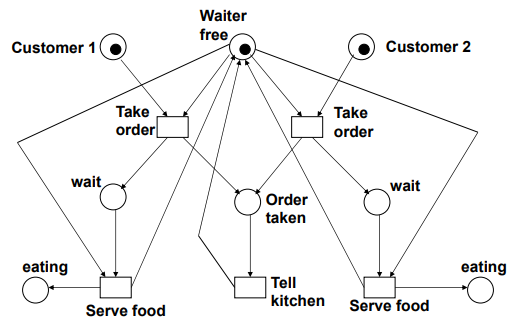 Waiter
free
Customer 1
Customer 2
Take
order
Take
order
wait
wait
Order
taken
eating
eating
Tell
kitchen
Serve food
Serve food